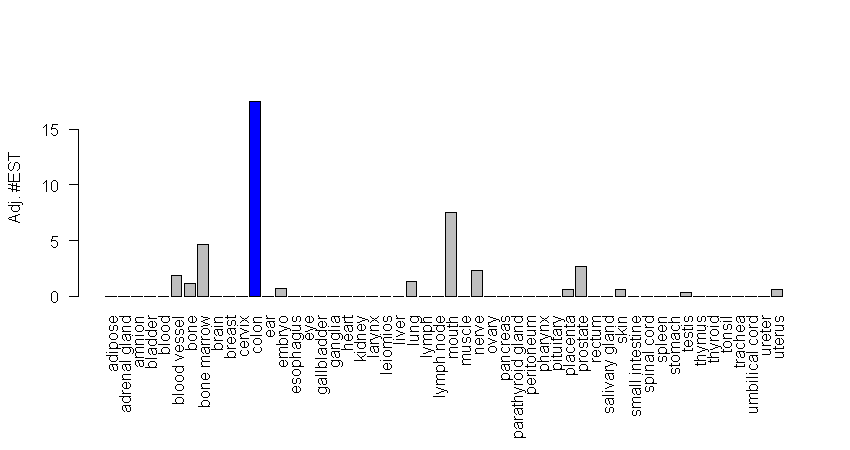 Adj. #EST
15
10
5
0
adipose
adrenal gland
amnion
bladder
blood
blood vessel
bone
bone marrow
brain
breast
cervix
colon
ear
embryo
esophagus
eye
gallbladder
ganglia
heart
kidney
larynx
leiomios
liver
lung
lymph
lymph node
mouth
muscle
nerve
ovary
pancreas
parathyroid gland
peritoneum
pharynx
pituitary
placenta
prostate
rectum
salivary gland
skin
small intestine
spinal cord
spleen
stomach
testis
thymus
thyroid
tonsil
trachea
umbilical cord
ureter
uterus